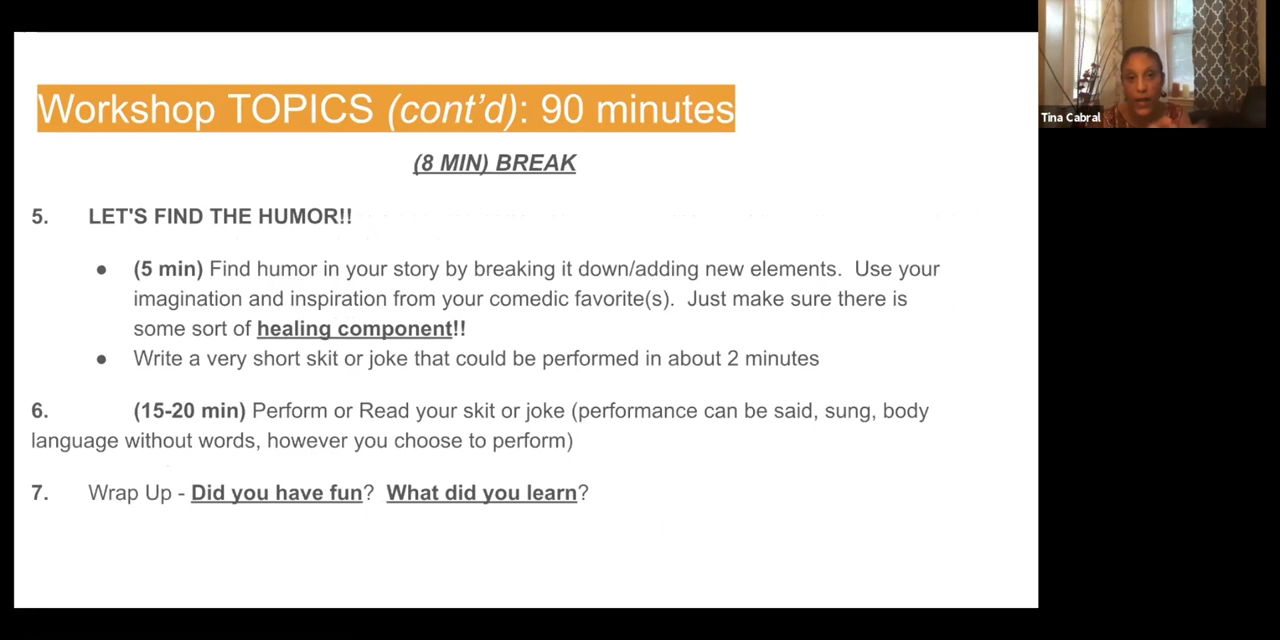 Workshop TOPICS (cont’d): 90 minutes
Tina Cabral
(8 MIN) BREAK
5. LET'S FIND THE HUMOR!!
● (5 min) Find humor in your story by breaking it down/adding new elements. Use your
imagination and inspiration from your comedic favorite(s). Just make sure there is
some sort of healing component!!
● Write a very short skit or joke that could be performed in about 2 minutes
6. (15-20 min) Perform or Read your skit or joke (performance can be said, sung, body
language without words, however you choose to perform)
7. Wrap Up - Did you have fun? What did you learn?